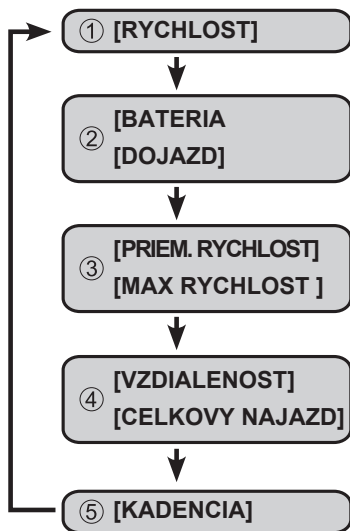 ① [RYCHLOST]
② [BATERIA
[DOJAZD]
③ [PRIEM. RYCHLOST]
[MAX RYCHLOST ]
④ [VZDIALENOST]
[CELKOVY NAJAZD]
⑤ [KADENCIA]